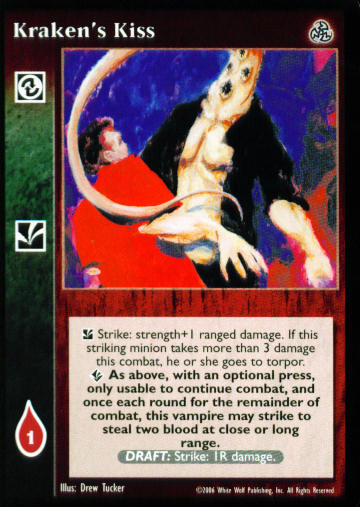 Kraken's Kiss
Strike: strength+1 ranged damage. If this
striking minion takes more than 3 damage
this combat, he or she goes to torpor.
As above, with an optional press,
only usable to continue combat, and
once each round for the remainder of
combat, this vampire may strike to
steal two blood at close or long
range.
DRAFT: Strike: 1R damage.
1
Illus: Drew Tucker
©2006 White Wolf Publishing, Inc. All Rights Reserved